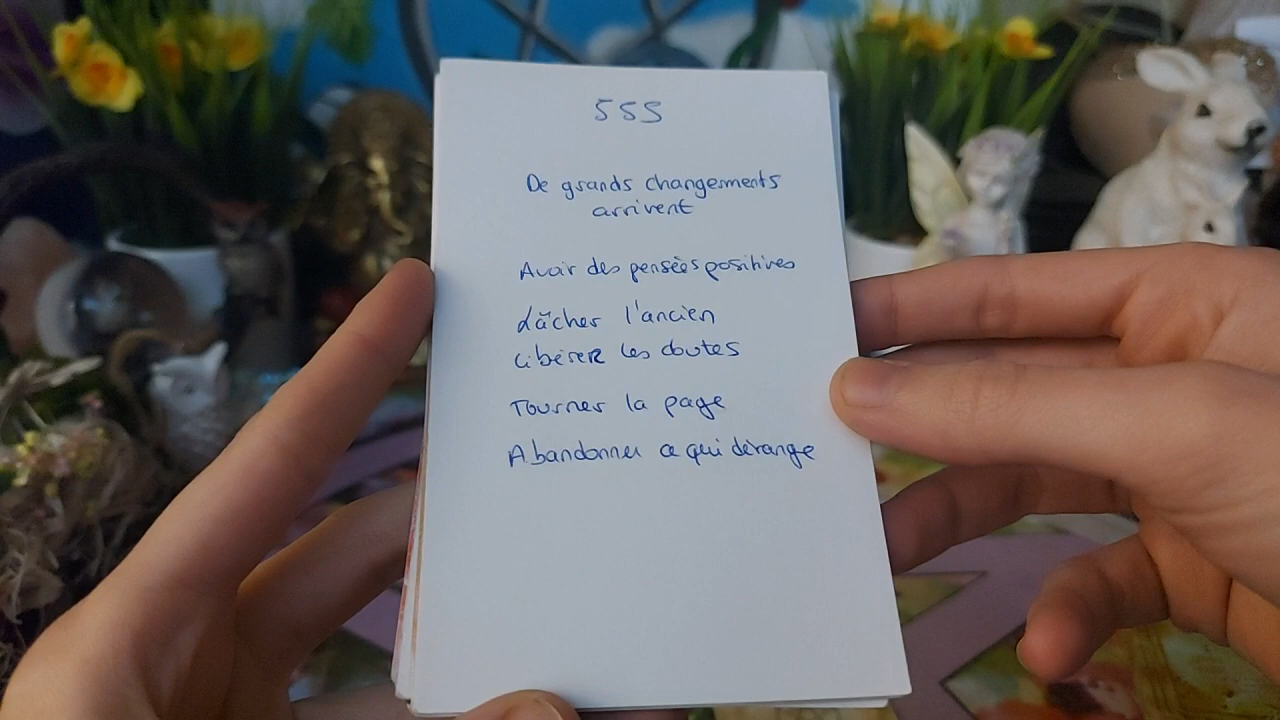 555
De grands changements
arrivent
Avoir des pensées positives
Lâcher l'ancien
Libérer les doutes
Tourner la page
Abandonner ce qui dérange